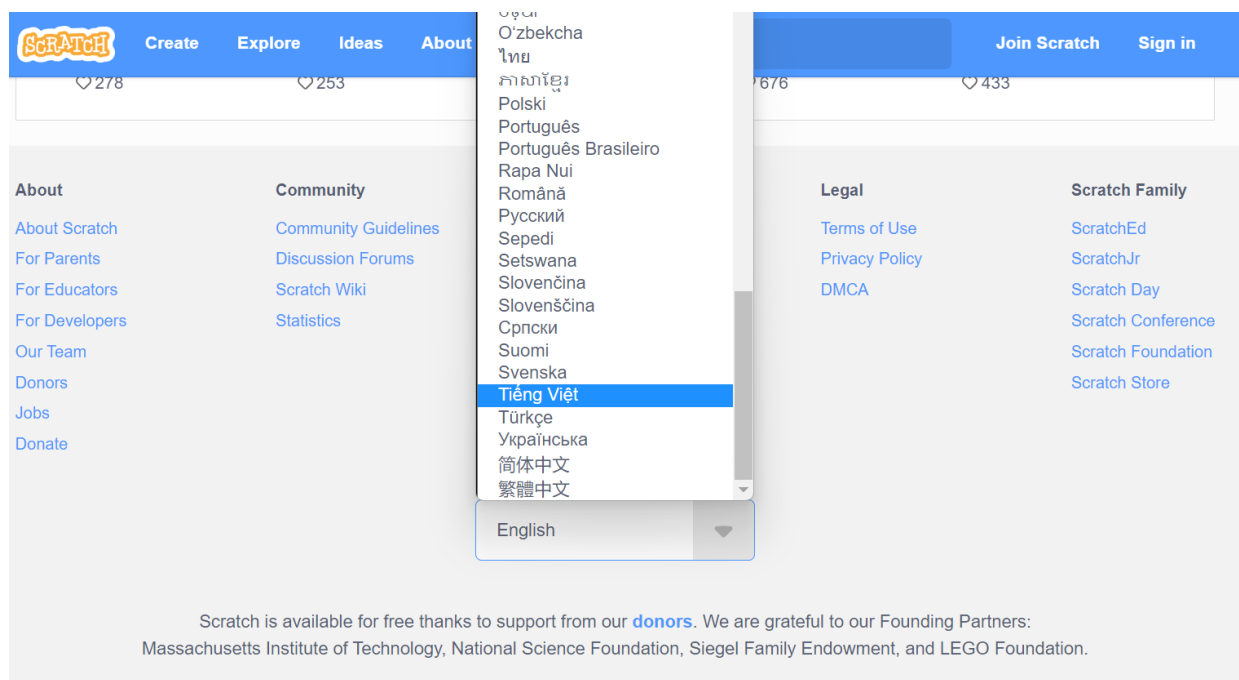 SCRATCH Create Explore Ideas About Join Scratch Sign in
278 253 676 433
O‘zbekcha
ไทย
ភាសាខ្មែរ
Polski
Português
Português Brasileiro
Rapa Nui
Română
Русский
Sepedi
Setswana
Slovenčina
Slovenščina
Српски
Suomi
Svenska
Tiếng Việt
Türkçe
Українська
简体中文
繁體中文
English
About
About Scratch
For Parents
For Educators
For Developers
Our Team
Donors
Jobs
Donate
Community
Community Guidelines
Discussion Forums
Scratch Wiki
Statistics
Legal
Terms of Use
Privacy Policy
DMCA
Scratch Family
ScratchEd
ScratchJr
Scratch Day
Scratch Conference
Scratch Foundation
Scratch Store
Scratch is available for free thanks to support from our donors. We are grateful to our Founding Partners:
Massachusetts Institute of Technology, National Science Foundation, Siegel Family Endowment, and LEGO Foundation.